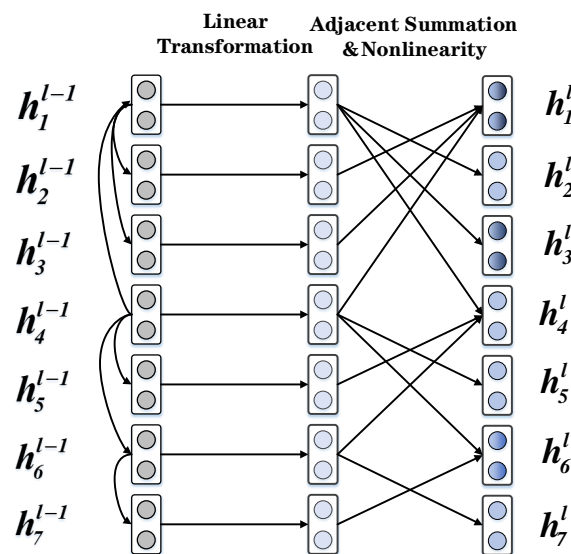 Linear
Transformation
Adjacent Summation
& Nonlinearity
h_1^{l-1}
h_1^l
h_2^{l-1}
h_2^l
h_3^{l-1}
h_3^l
h_4^{l-1}
h_4^l
h_5^{l-1}
h_5^l
h_6^{l-1}
h_6^l
h_7^{l-1}
h_7^l